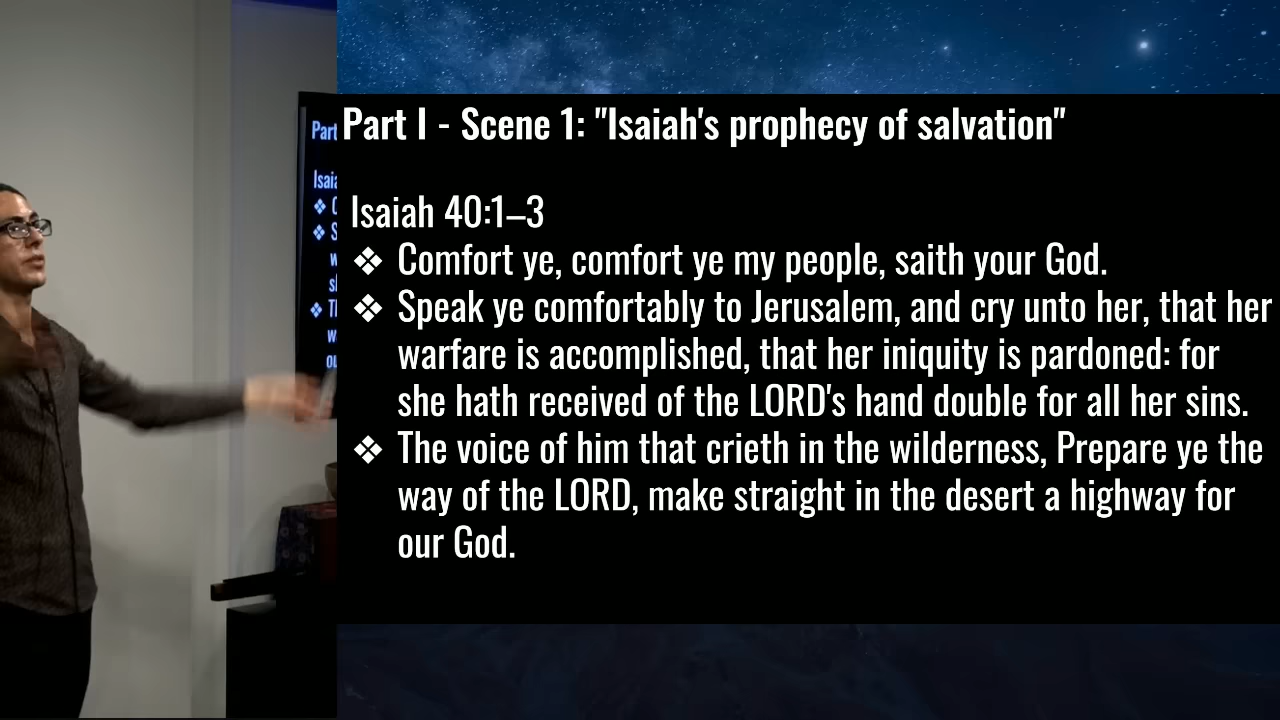 Part I - Scene 1: "Isaiah's prophecy of salvation"
Isaiah 40:1–3
❖ Comfort ye, comfort ye my people, saith your God.
❖ Speak ye comfortably to Jerusalem, and cry unto her, that her
warfare is accomplished, that her iniquity is pardoned: for
she hath received of the LORD's hand double for all her sins.
❖ The voice of him that crieth in the wilderness, Prepare ye the
way of the LORD, make straight in the desert a highway for
our God.
Part